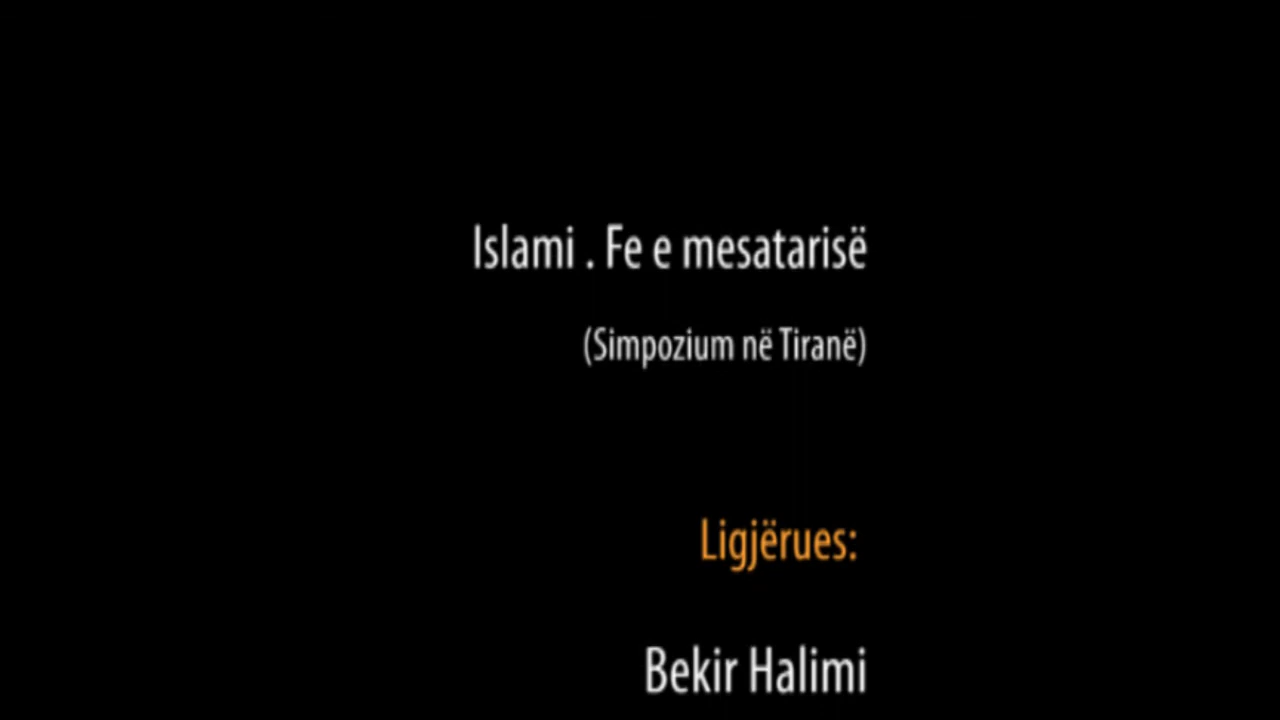 Islami . Fe e mesatarisë
(Simpozium në Tiranë)
Ligjërues:
Bekir Halimi